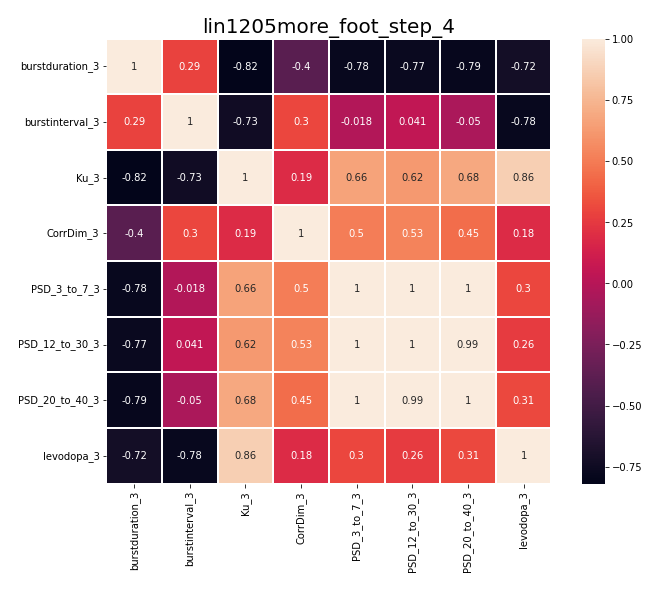 lin1205more_foot_step_4
burstduration_3 1 0.29 -0.82 -0.4 -0.78 -0.77 -0.79 -0.72
burstinterval_3 0.29 1 -0.73 0.3 -0.018 0.041 -0.05 -0.78
Ku_3 -0.82 -0.73 1 0.19 0.66 0.62 0.68 0.86
CorrDim_3 -0.4 0.3 0.19 1 0.5 0.53 0.45 0.18
PSD_3_to_7_3 -0.78 -0.018 0.66 0.5 1 1 1 0.3
PSD_12_to_30_3 -0.77 0.041 0.62 0.53 1 1 0.99 0.26
PSD_20_to_40_3 -0.79 -0.05 0.68 0.45 1 0.99 1 0.31
levodopa_3 -0.72 -0.78 0.86 0.18 0.3 0.26 0.31 1
burstduration_3
burstinterval_3
Ku_3
CorrDim_3
PSD_3_to_7_3
PSD_12_to_30_3
PSD_20_to_40_3
levodopa_3
1.00
0.75
0.50
0.25
0.00
−0.25
−0.50
−0.75